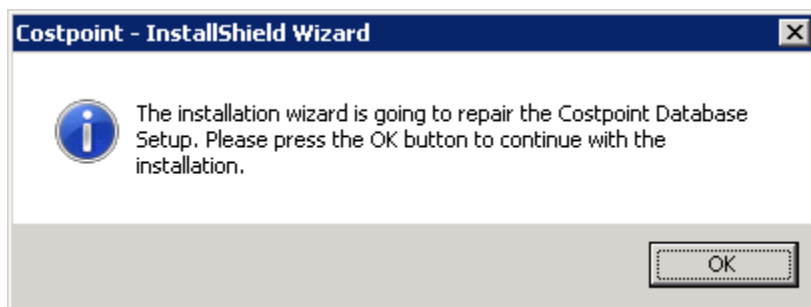 Costpoint - InstallShield Wizard
The installation wizard is going to repair the Costpoint Database
Setup. Please press the OK button to continue with the
installation.
OK